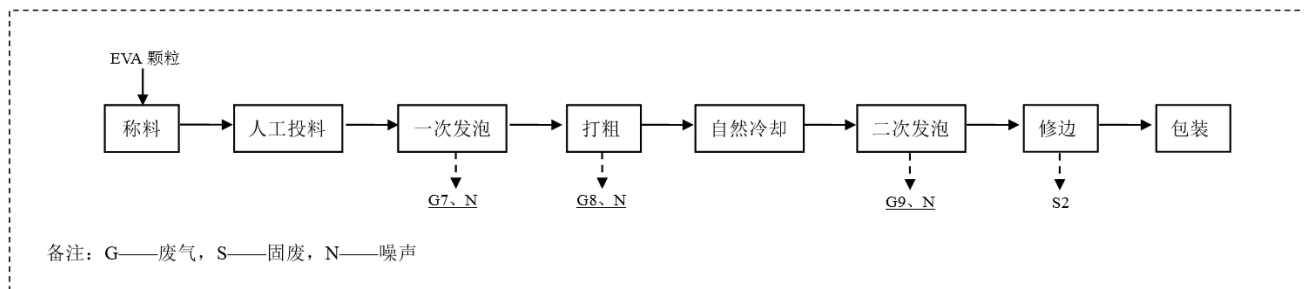 EVA 颗粒
称料
人工投料
一次发泡
打粗
自然冷却
二次发泡
修边
包装
G7、N
G8、N
G9、N
S2
备注：G——废气，S——固废，N——噪声